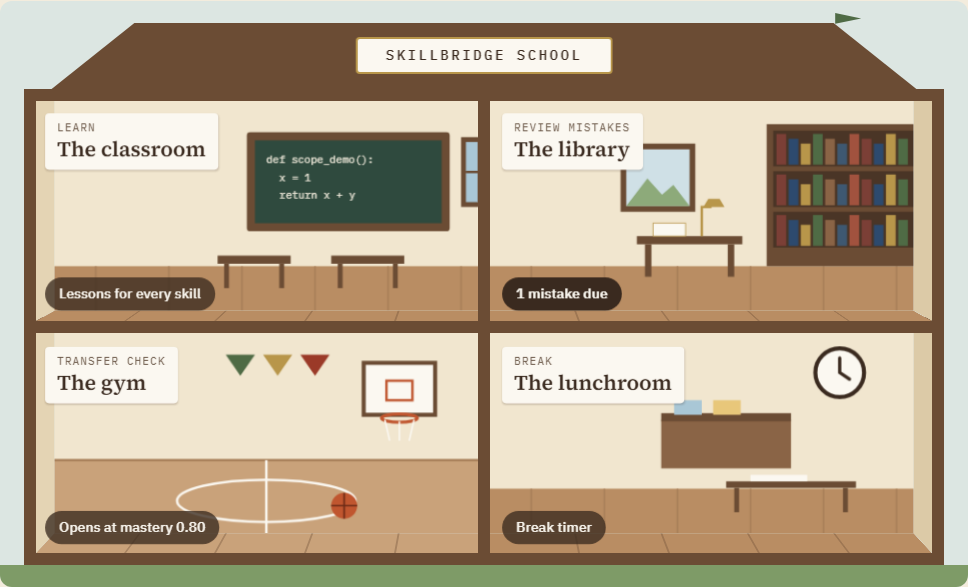 SKILLBRIDGE SCHOOL
LEARN
The classroom
def scope_demo():
  x = 1
  return x + y
Lessons for every skill
REVIEW MISTAKES
The library
1 mistake due
TRANSFER CHECK
The gym
Opens at mastery 0.80
BREAK
The lunchroom
Break timer